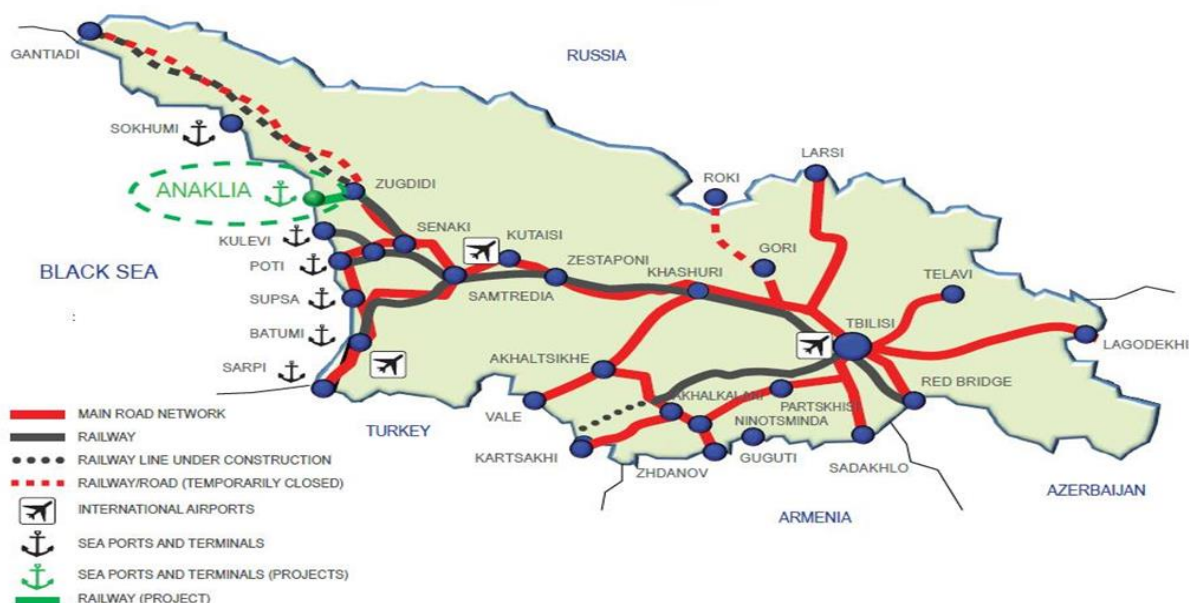 GANTIADI
RUSSIA
SOKHUMI
LARSI
ROKI
ANAKLIA
ZUGDIDI
KULEVI
SENAKI
KUTAISI
GORI
POTI
ZESTAPONI
KHASHURI
TELAVI
BLACK SEA
SAMTREDIA
SUPSA
:
TBILISI
BATUMI
LAGODEKHI
SARPI
AKHALTSIKHE
RED BRIDGE
AKHALKALAKI
PARTSKHISI
VALE
NINOTSMINDA
TURKEY
KARTSAKHI
ZHDANOV
GUGUTI
SADAKHLO
AZERBAIJAN
ARMENIA
MAIN ROAD NETWORK
RAILWAY
RAILWAY LINE UNDER CONSTRUCTION
RAILWAY/ROAD (TEMPORARILY CLOSED)
INTERNATIONAL AIRPORTS
SEA PORTS AND TERMINALS
SEA PORTS AND TERMINALS (PROJECTS)
RAILWAY (PROJECT)